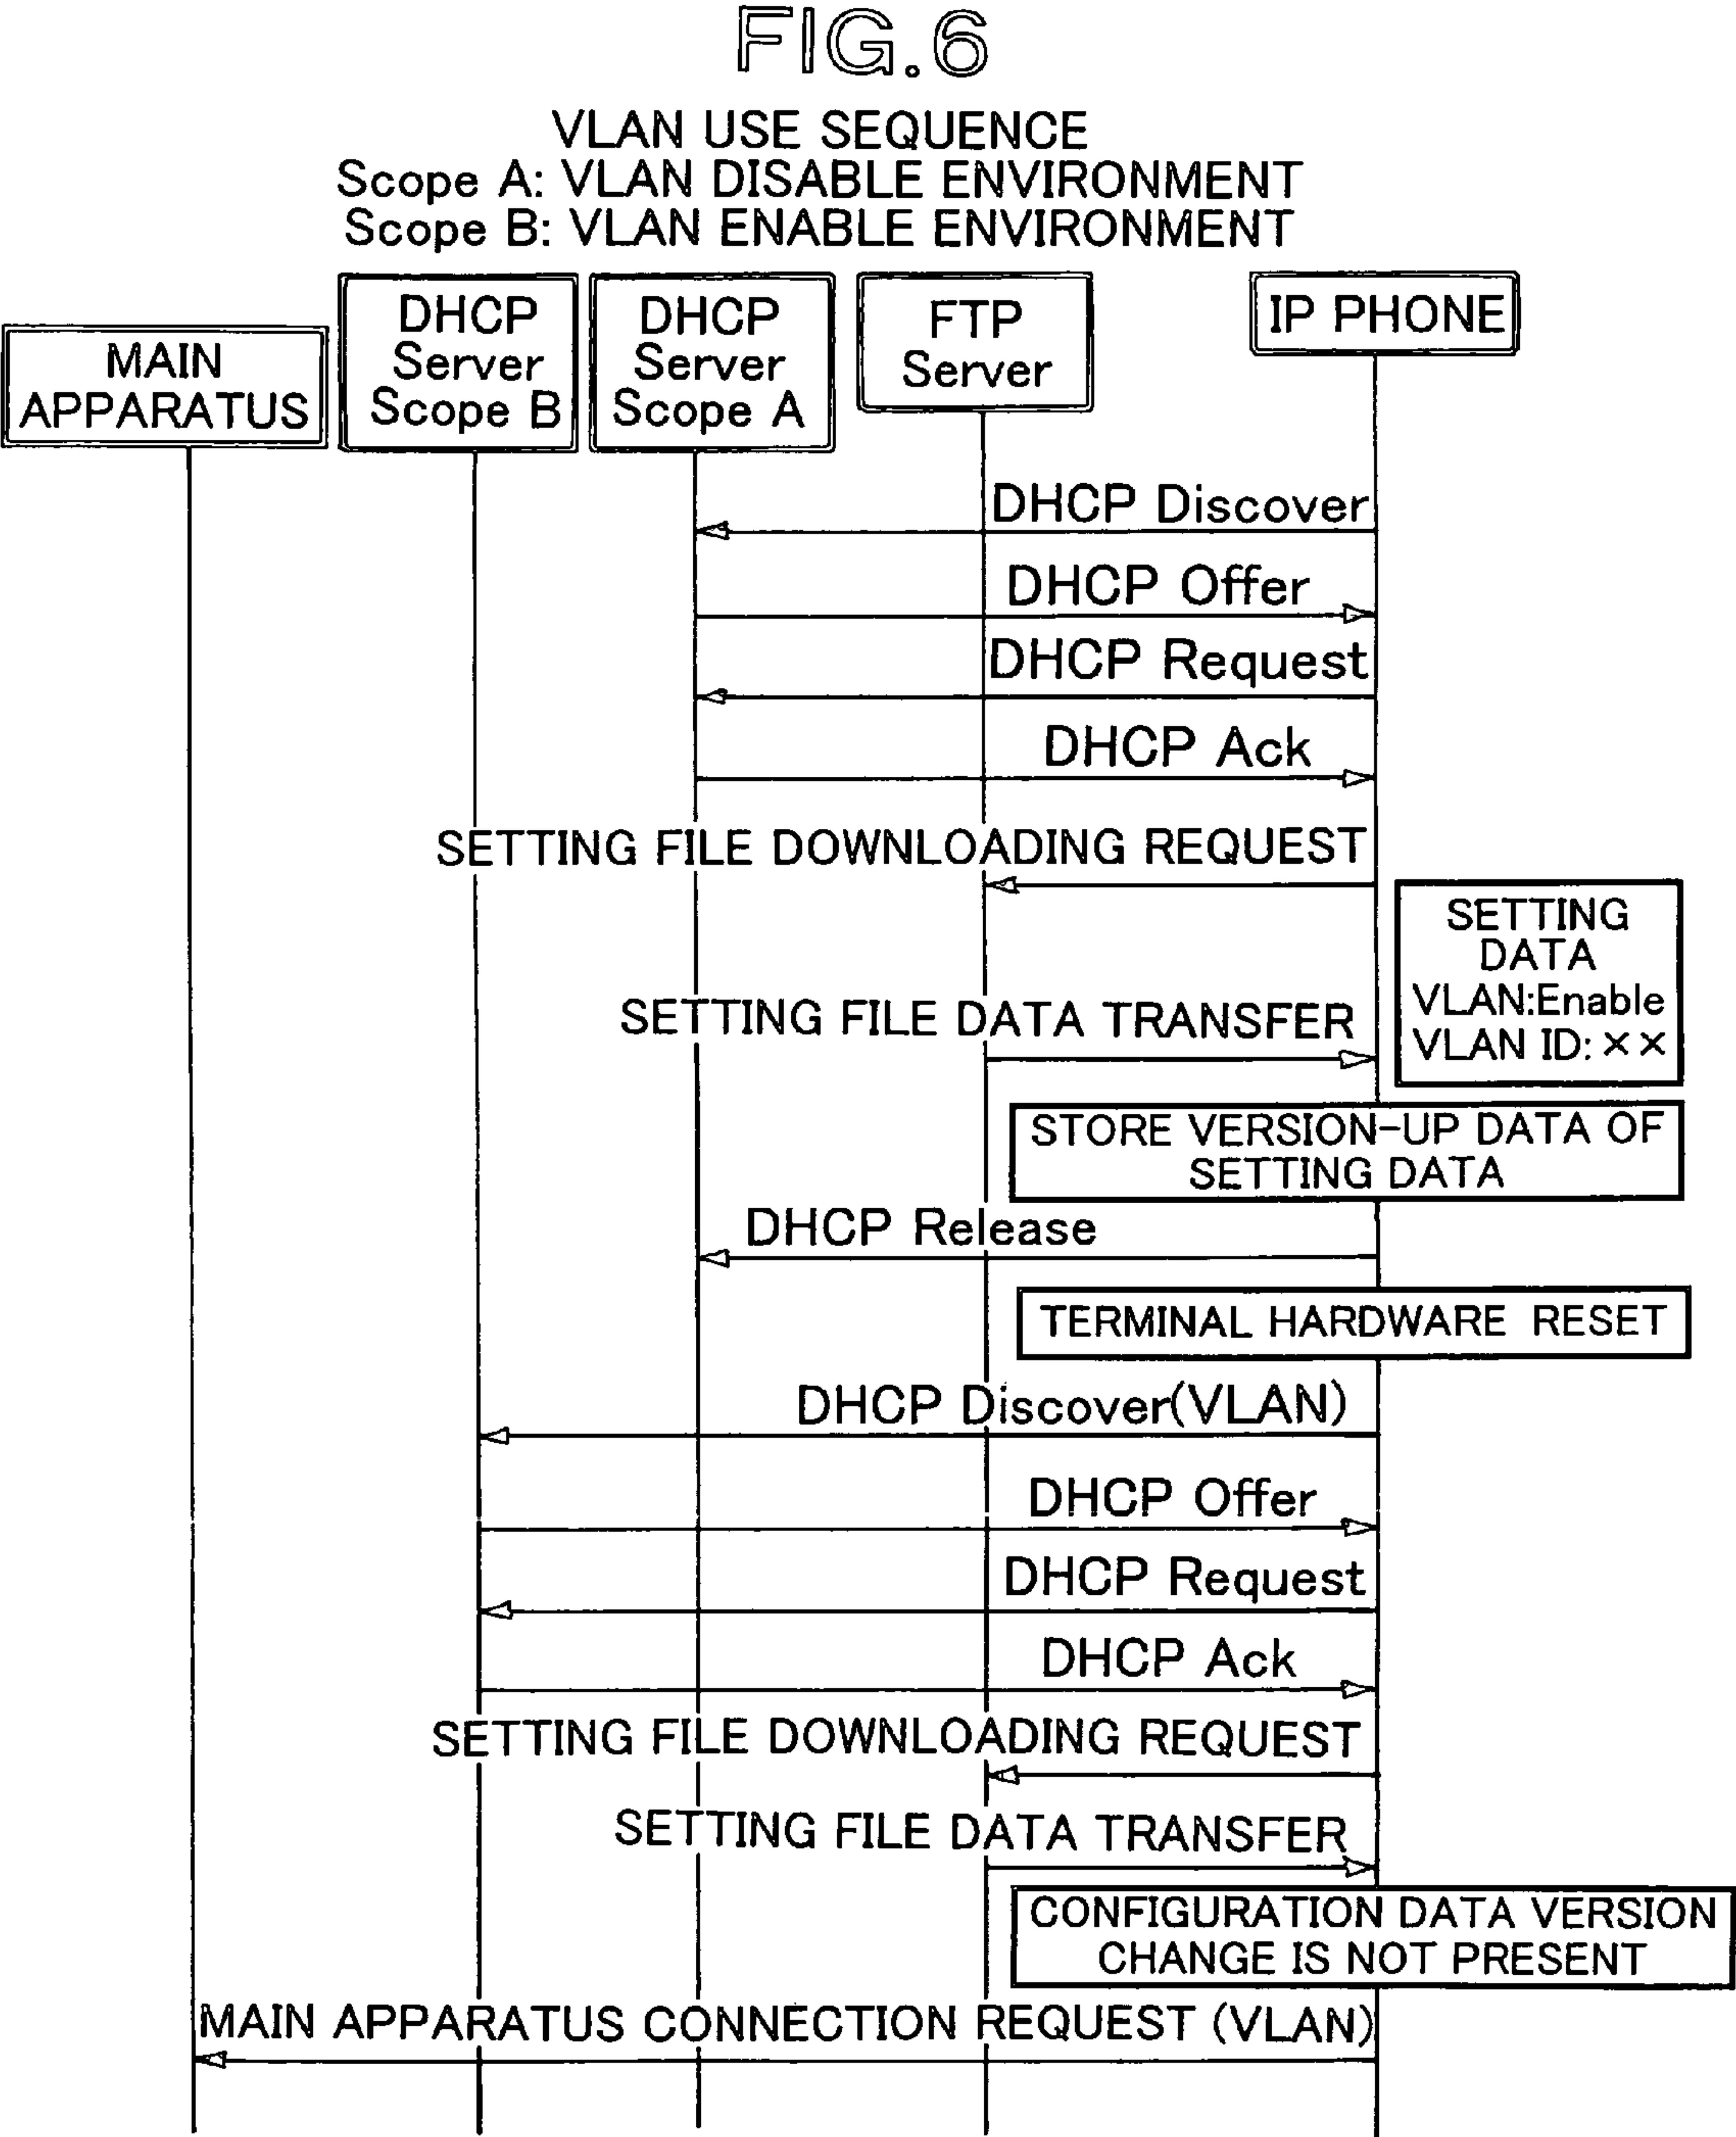 FIG.6
VLAN USE SEQUENCE
Scope A: VLAN DISABLE ENVIRONMENT
Scope B: VLAN ENABLE ENVIRONMENT
MAIN
APPARATUS
DHCP
Server
Scope B
DHCP
Server
Scope A
FTP
Server
IP PHONE
DHCP Discover
DHCP Offer
DHCP Request
DHCP Ack
SETTING FILE DOWNLOADING REQUEST
SETTING
DATA
VLAN:Enable
VLAN ID: ××
SETTING FILE DATA TRANSFER
STORE VERSION-UP DATA OF
SETTING DATA
DHCP Release
TERMINAL HARDWARE RESET
DHCP Discover(VLAN)
DHCP Offer
DHCP Request
DHCP Ack
SETTING FILE DOWNLOADING REQUEST
SETTING FILE DATA TRANSFER
CONFIGURATION DATA VERSION
CHANGE IS NOT PRESENT
MAIN APPARATUS CONNECTION REQUEST (VLAN)